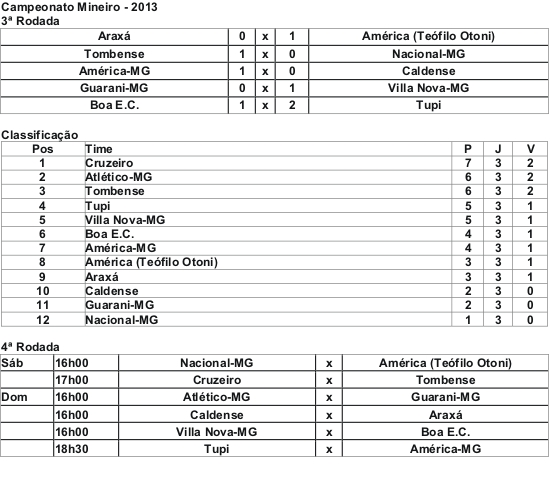 Campeonato Mineiro - 2013
3ª Rodada
Araxá 0 x 1 América (Teófilo Otoni)
Tombense 1 x 0 Nacional-MG
América-MG 1 x 0 Caldense
Guarani-MG 0 x 1 Villa Nova-MG
Boa E.C. 1 x 2 Tupi
Classificação
Pos Time P J V
1 Cruzeiro 7 3 2
2 Atlético-MG 6 3 2
3 Tombense 6 3 2
4 Tupi 5 3 1
5 Villa Nova-MG 5 3 1
6 Boa E.C. 4 3 1
7 América-MG 4 3 1
8 América (Teófilo Otoni) 3 3 1
9 Araxá 3 3 1
10 Caldense 2 3 0
11 Guarani-MG 2 3 0
12 Nacional-MG 1 3 0
4ª Rodada
Sáb 16h00 Nacional-MG x América (Teófilo Otoni)
17h00 Cruzeiro x Tombense
Dom 16h00 Atlético-MG x Guarani-MG
16h00 Caldense x Araxá
16h00 Villa Nova-MG x Boa E.C.
18h30 Tupi x América-MG